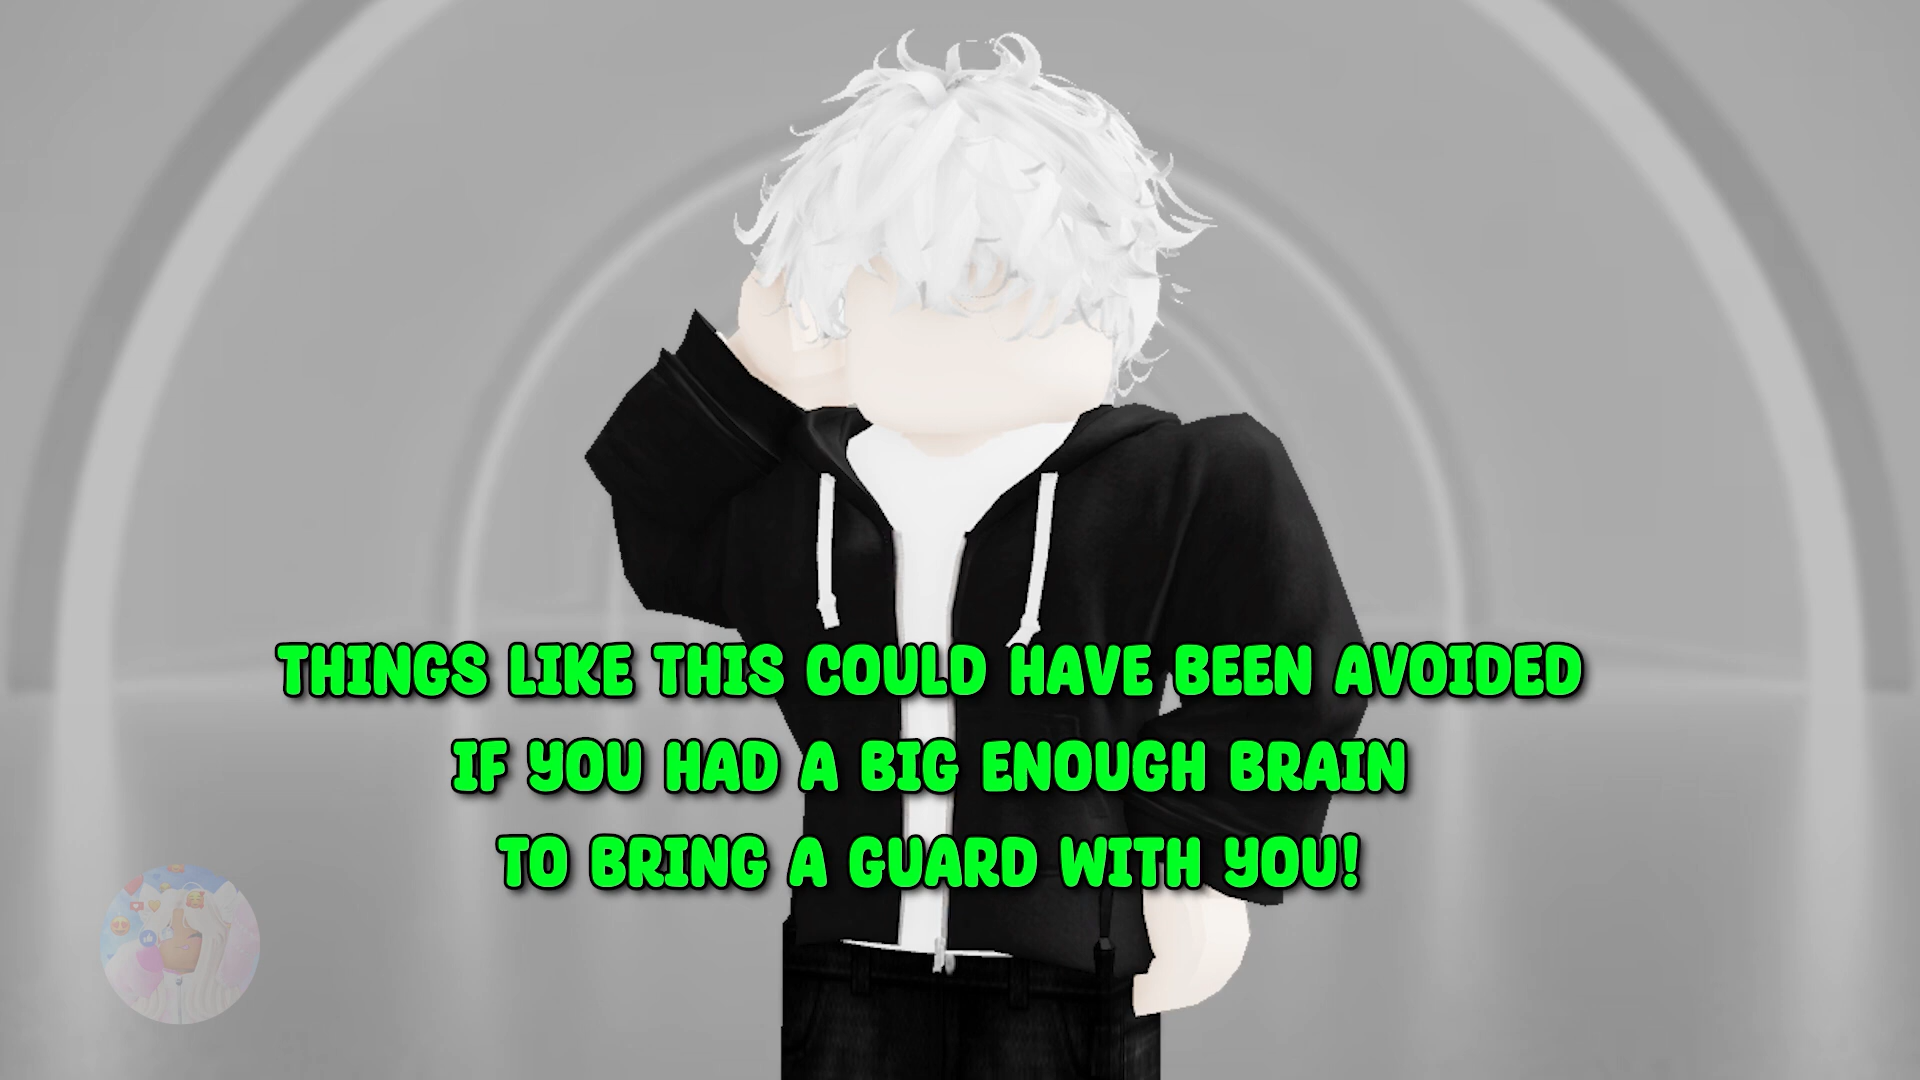 THINGS LIKE THIS COULD HAVE BEEN AVOIDED
IF YOU HAD A BIG ENOUGH BRAIN
TO BRING A GUARD WITH YOU!